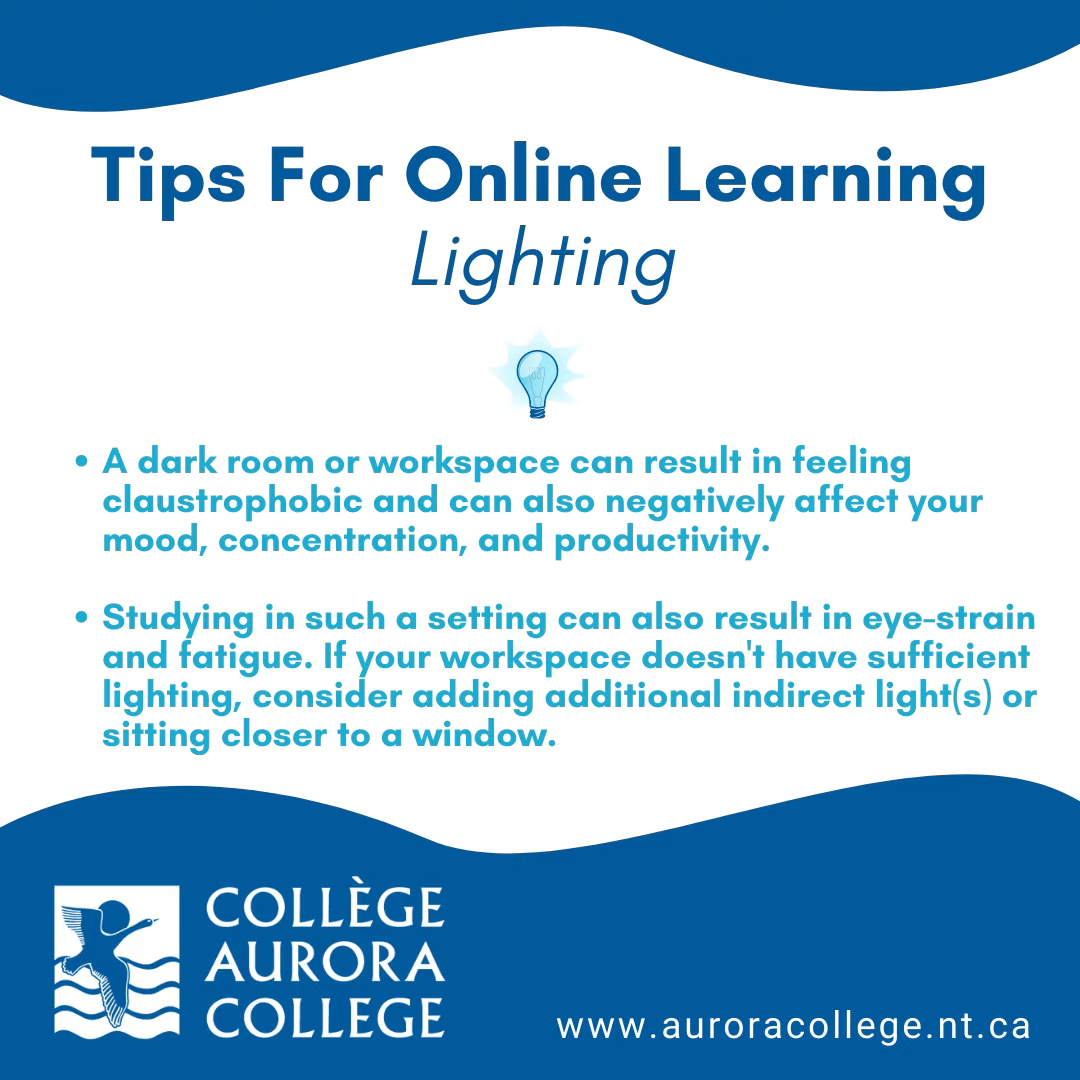 Tips For Online Learning
Lighting
• A dark room or workspace can result in feeling
claustrophobic and can also negatively affect your
mood, concentration, and productivity.
• Studying in such a setting can also result in eye-strain
and fatigue. If your workspace doesn't have sufficient
lighting, consider adding additional indirect light(s) or
sitting closer to a window.
COLLÈGE
AURORA
COLLEGE
www.auroracollege.nt.ca